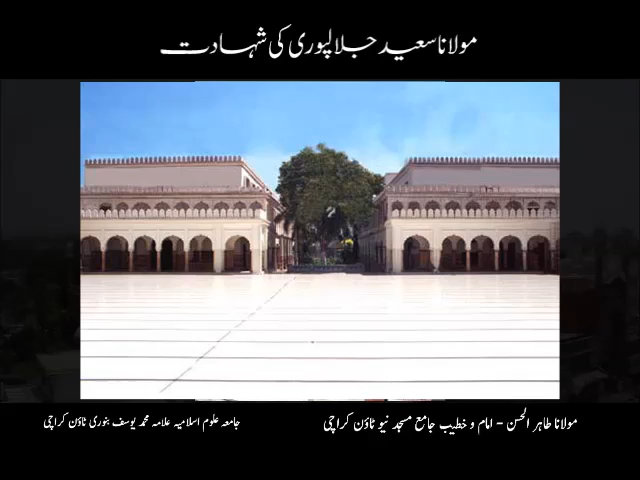 مولانا سعید جلالپوری کی شہادت
مولانا طاہر الحسن - امام و خطیب جامع مسجد نیو ٹاؤن کراچی
جامعہ علوم اسلامیہ علامہ محمد یوسف بنوری ٹاؤن کراچی